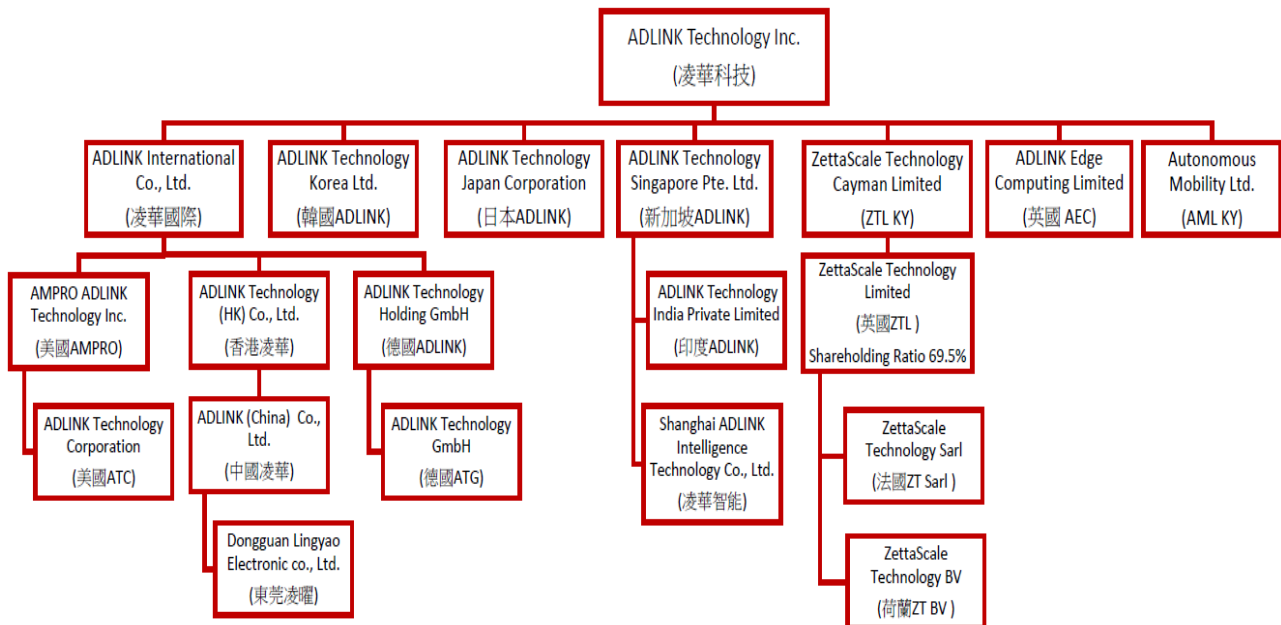 ADLINK Technology Inc.
(凌華科技)
ADLINK International
Co., Ltd.
(凌華國際)
ADLINK Technology
Korea Ltd.
(韓國ADLINK)
ADLINK Technology
Japan Corporation
(日本ADLINK)
ADLINK Technology
Singapore Pte. Ltd.
(新加坡ADLINK)
ZettaScale Technology
Cayman Limited
(ZTL KY)
ADLINK Edge
Computing Limited
(英國 AEC)
Autonomous
Mobility Ltd.
(AML KY)
AMPRO ADLINK
Technology Inc.
(美國AMPRO)
ADLINK Technology
(HK) Co., Ltd.
(香港凌華)
ADLINK Technology
Holding GmbH
(德國ADLINK)
ADLINK Technology
India Private Limited
(印度ADLINK)
ZettaScale Technology
Limited
(英國ZTL )
Shareholding Ratio 69.5%
ADLINK Technology
Corporation
(美國ATC)
ADLINK (China) Co.,
Ltd.
(中國凌華)
ADLINK Technology
GmbH
(德國ATG)
Shanghai ADLINK
Intelligence
Technology Co., Ltd.
(凌華智能)
ZettaScale
Technology Sarl
(法國ZT Sarl )
Dongguan Lingyao
Electronic co., Ltd.
(東莞凌曜)
ZettaScale
Technology BV
(荷蘭ZT BV )